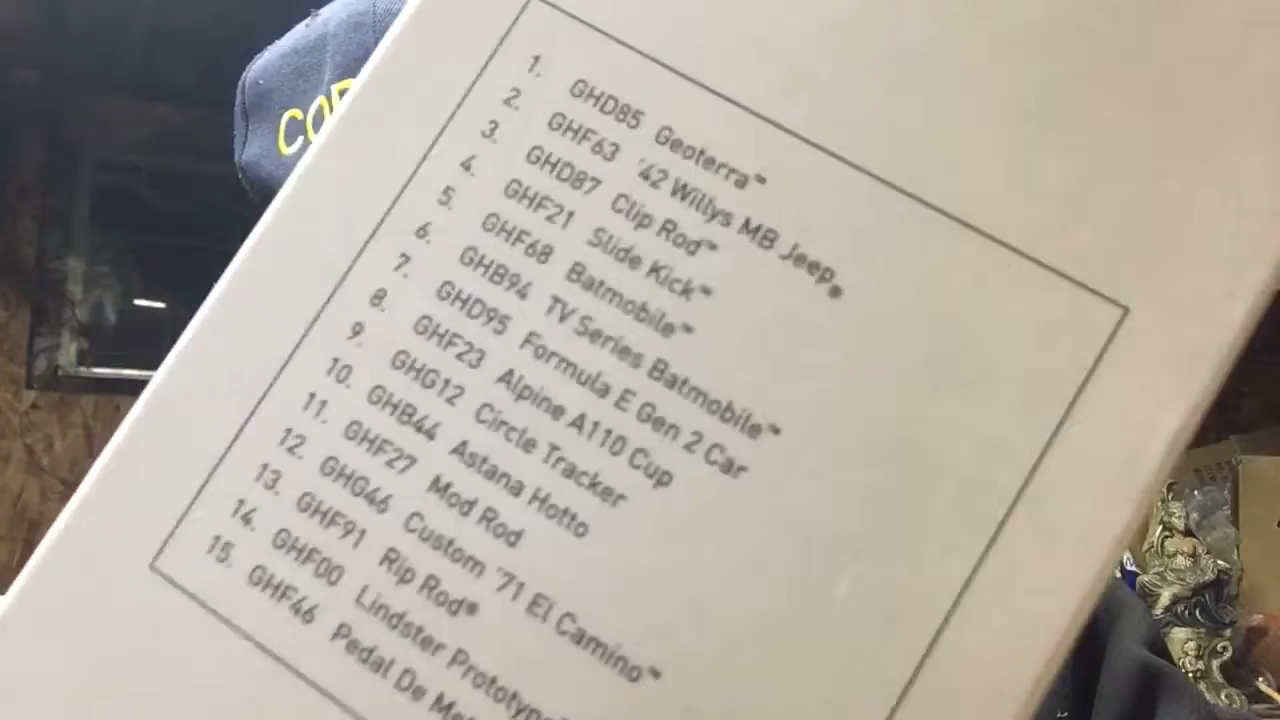 COD
1. GHD85 Geoterra™
2. GHF63 '42 Willys MB Jeep®
3. GHD87 Clip Rod™
4. GHF21 Slide Kick™
5. GHF68 Batmobile™
6. GHB94 TV Series Batmobile™
7. GHD95 Formula E Gen 2 Car
8. GHF23 Alpine A110 Cup
9. GHG12 Circle Tracker
10. GHB44 Astana Hotto
11. GHF27 Mod Rod
12. GHG46 Custom '71 El Camino™
13. GHF91 Rip Rod®
14. GHF00 Lindster Prototype
15. GHF46 Pedal De